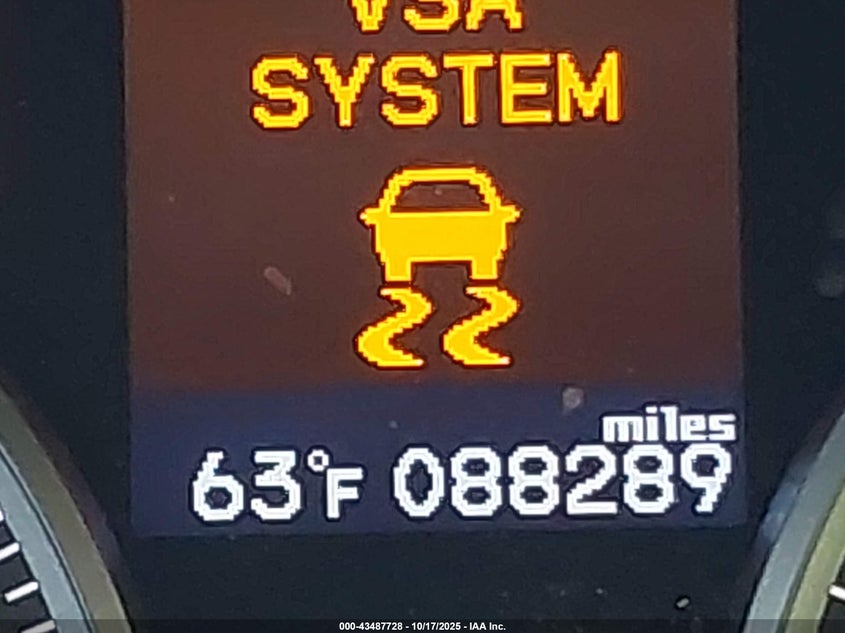 VSA
SYSTEM
miles
63°F 088289
000-43487728 - 10/17/2025 - IAA Inc.